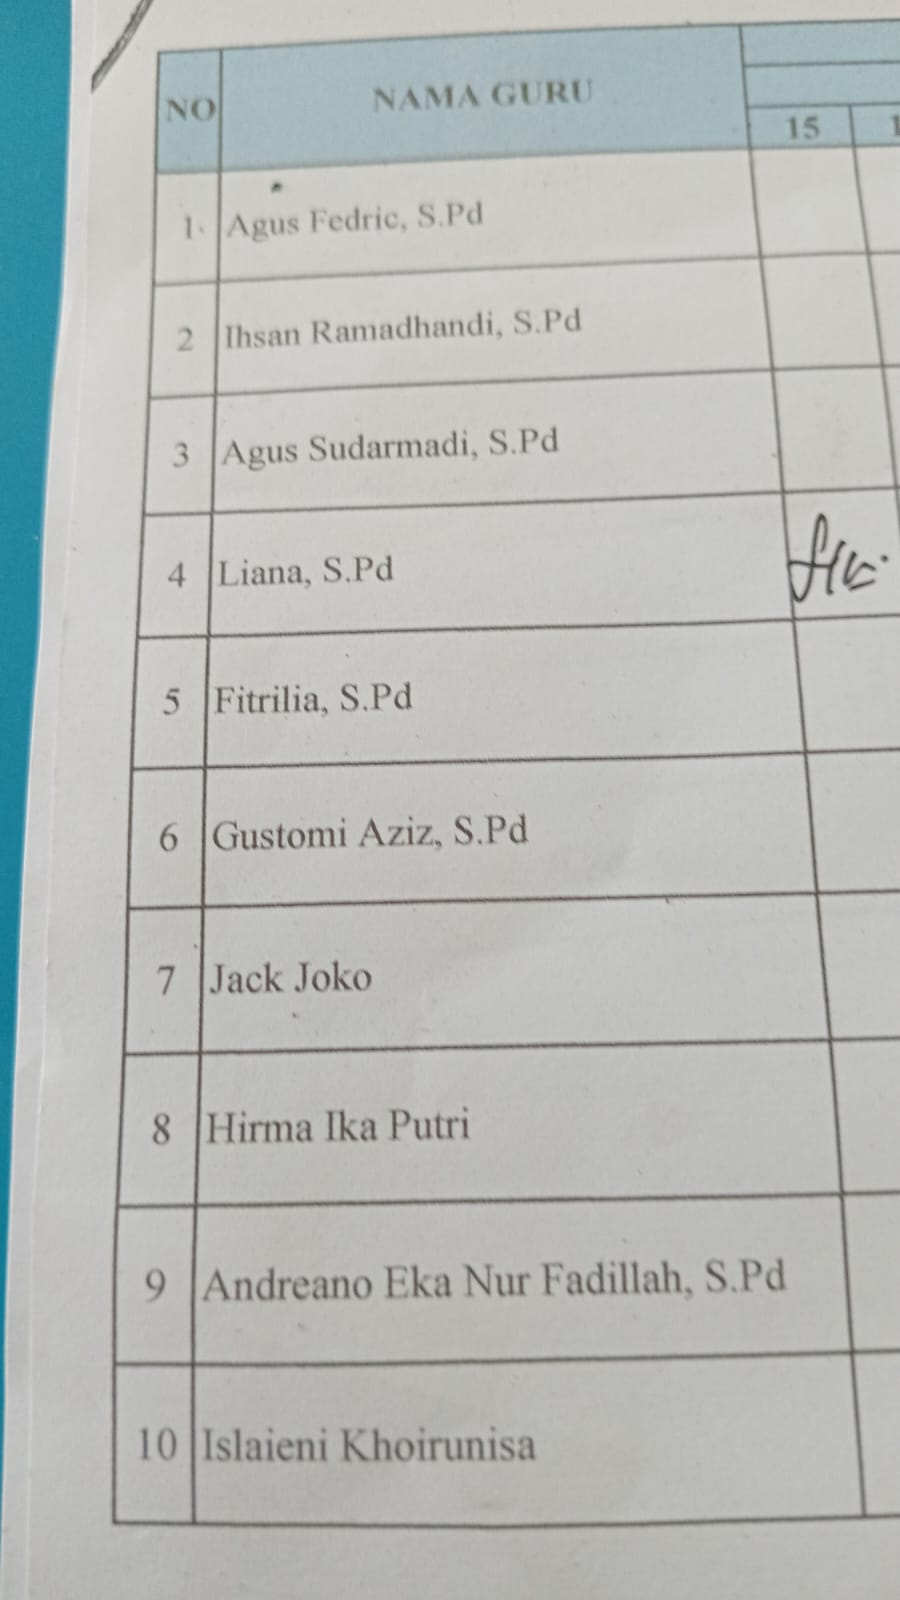 NO NAMA GURU
15
1 Agus Fedric, S.Pd
2 Ihsan Ramadhandi, S.Pd
3 Agus Sudarmadi, S.Pd
4 Liana, S.Pd
5 Fitrilia, S.Pd
6 Gustomi Aziz, S.Pd
7 Jack Joko
8 Hirma Ika Putri
9 Andreano Eka Nur Fadillah, S.Pd
10 Islaieni Khoirunisa